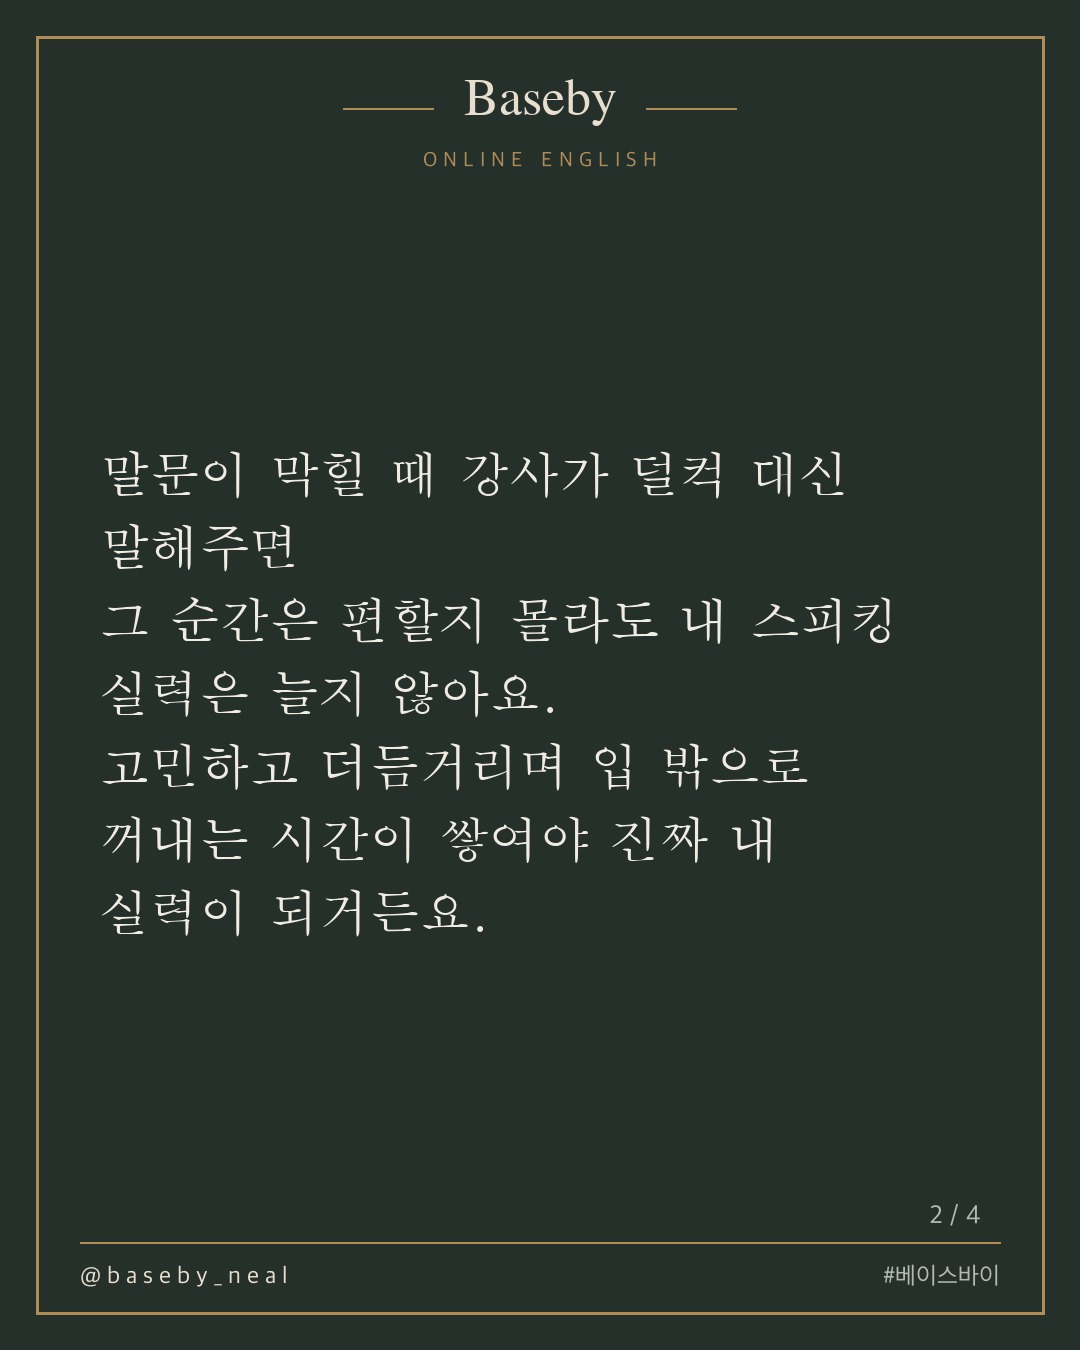 Baseby
ONLINE ENGLISH
말문이 막힐 때 강사가 덜컥 대신
말해주면
그 순간은 편할지 몰라도 내 스피킹
실력은 늘지 않아요.
고민하고 더듬거리며 입 밖으로
꺼내는 시간이 쌓여야 진짜 내
실력이 되거든요.
2 / 4
@baseby_neal
#베이스바이